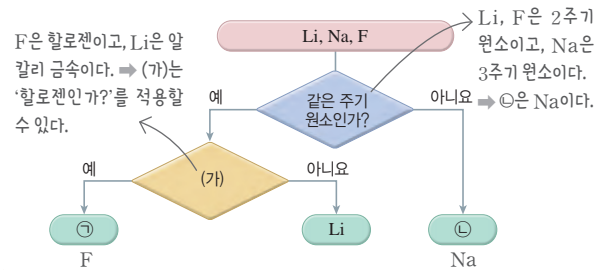 F은 할로젠이고, Li은 알
칼리 금속이다. ➡ (가)는
‘할로젠인가?’를 적용할
수 있다.
Li, Na, F
Li, F은 2주기
원소이고, Na은
3주기 원소이다.
➡ ㉡은 Na이다.
같은 주기
원소인가?
예
아니요
(가)
예
아니요
㉠
Li
㉡
F
Na